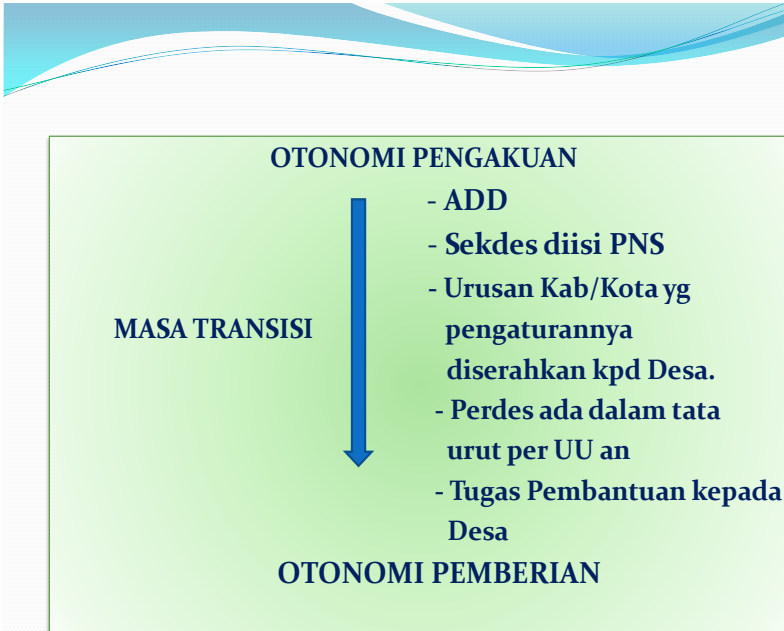 OTONOMI PENGAKUAN
- ADD
- Sekdes diisi PNS
- Urusan Kab/Kota yg
MASA TRANSISI
pengaturannya
diserahkan kpd Desa.
- Perdes ada dalam tata
urut per UU an
- Tugas Pembantuan kepada
Desa
OTONOMI PEMBERIAN